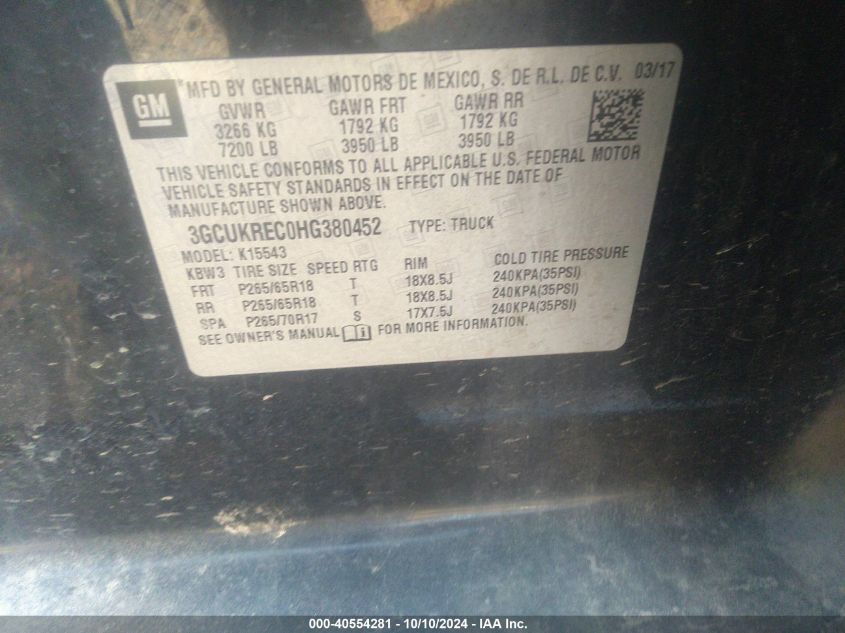 GM
MFD BY GENERAL MOTORS DE MEXICO, S. DE R.L. DE C.V. 03/17
GVWR GAWR FRT GAWR RR
3266 KG 1792 KG 1792 KG
7200 LB 3950 LB 3950 LB
THIS VEHICLE CONFORMS TO ALL APPLICABLE U.S. FEDERAL MOTOR
VEHICLE SAFETY STANDARDS IN EFFECT ON THE DATE OF
MANUFACTURE SHOWN ABOVE.
3GCUKREC0HG380452 TYPE: TRUCK
MODEL: K15543
KBW3 TIRE SIZE SPEED RTG RIM COLD TIRE PRESSURE
FRT P265/65R18 T 18X8.5J 240KPA(35PSI)
RR P265/65R18 T 18X8.5J 240KPA(35PSI)
SPA P265/70R17 S 17X7.5J 240KPA(35PSI)
SEE OWNER'S MANUAL FOR MORE INFORMATION.
000-40554281 - 10/10/2024 - IAA Inc.